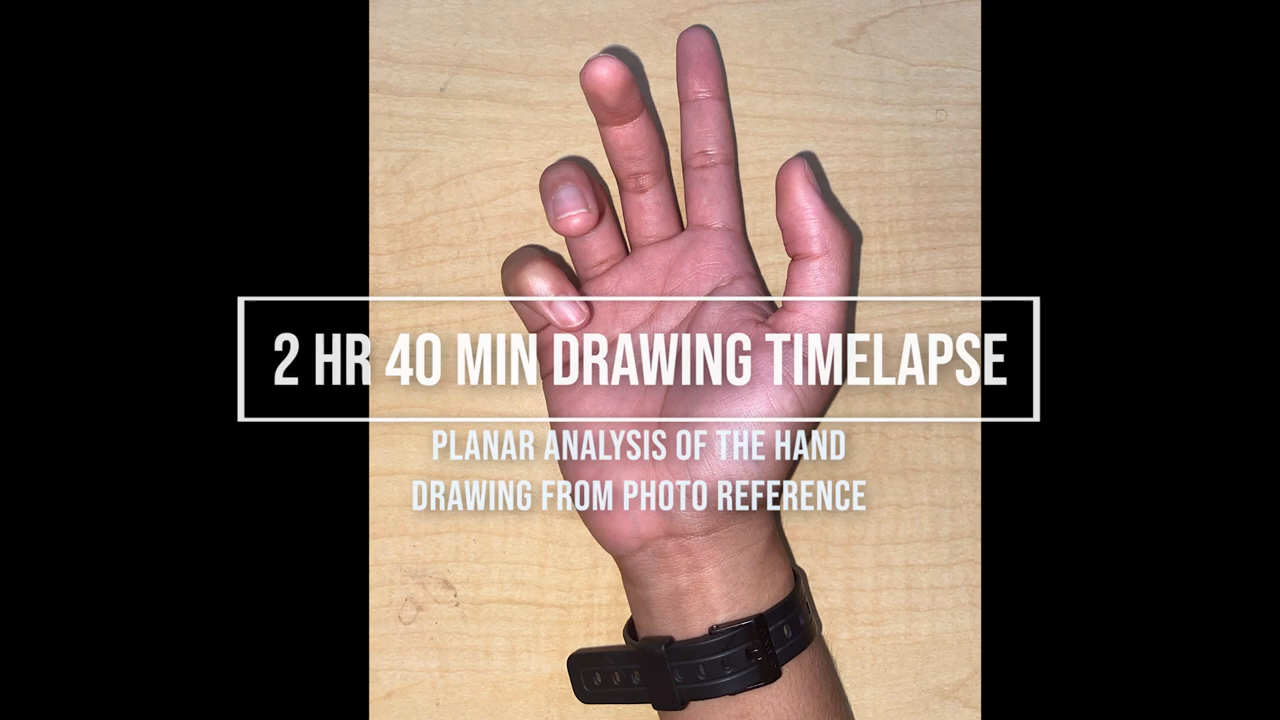 2 HR 40 MIN DRAWING TIMELAPSE
PLANAR ANALYSIS OF THE HAND
DRAWING FROM PHOTO REFERENCE